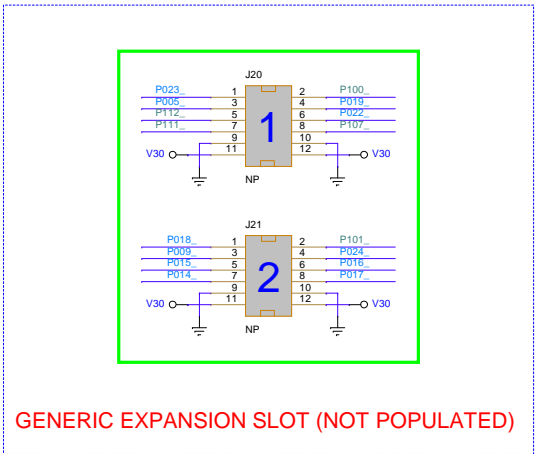 J20
P023_ 1 2 P100_
P005_ 3 4 P019_
P112_ 5 6 P022_
P111_ 7 8 P107_
9 10
V30 11 12 V30
1
NP
J21
P018_ 1 2 P101_
P009_ 3 4 P024_
P015_ 5 6 P016_
P014_ 7 8 P017_
9 10
V30 11 12 V30
2
NP
GENERIC EXPANSION SLOT (NOT POPULATED)